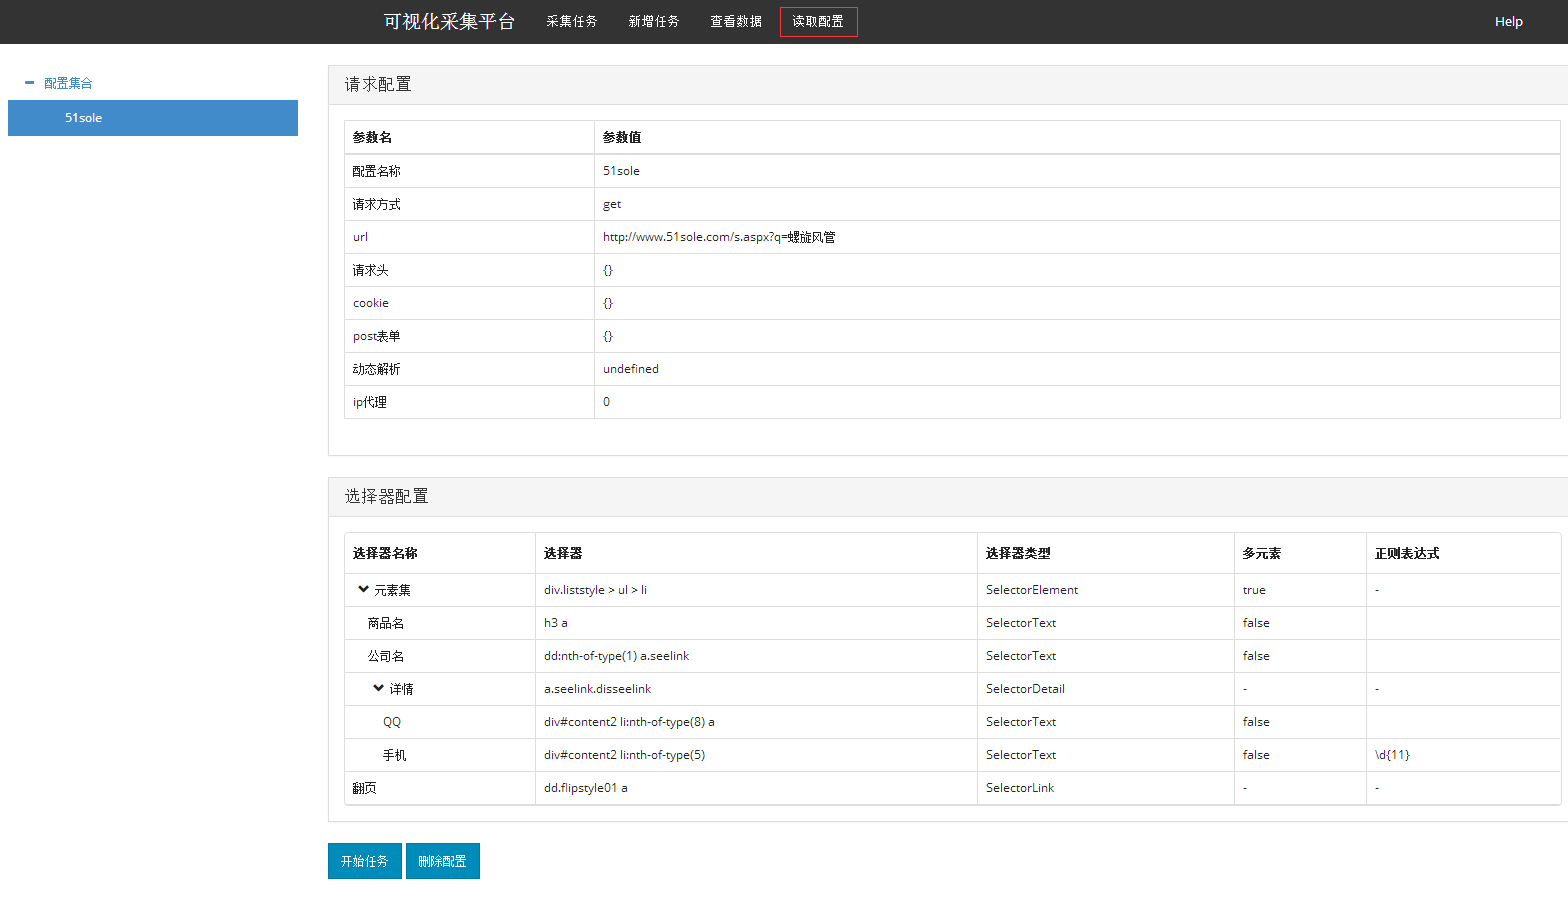 可视化采集平台 采集任务 新增任务 查看数据 读取配置 Help
配置集合
51sole
请求配置
参数名 参数值
配置名称 51sole
请求方式 get
url http://www.51sole.com/s.aspx?q=螺旋风管
请求头 {}
cookie {}
post表单 {}
动态解析 undefined
ip代理 0
选择器配置
选择器名称 选择器 选择器类型 多元素 正则表达式
元素集 div.liststyle > ul > li SelectorElement true -
商品名 h3 a SelectorText false
公司名 dd:nth-of-type(1) a.seelink SelectorText false
详情 a.seelink.disseelink SelectorDetail - -
QQ div#content2 li:nth-of-type(8) a SelectorText false
手机 div#content2 li:nth-of-type(5) SelectorText false \d{11}
翻页 dd.flipstyle01 a SelectorLink - -
开始任务 删除配置